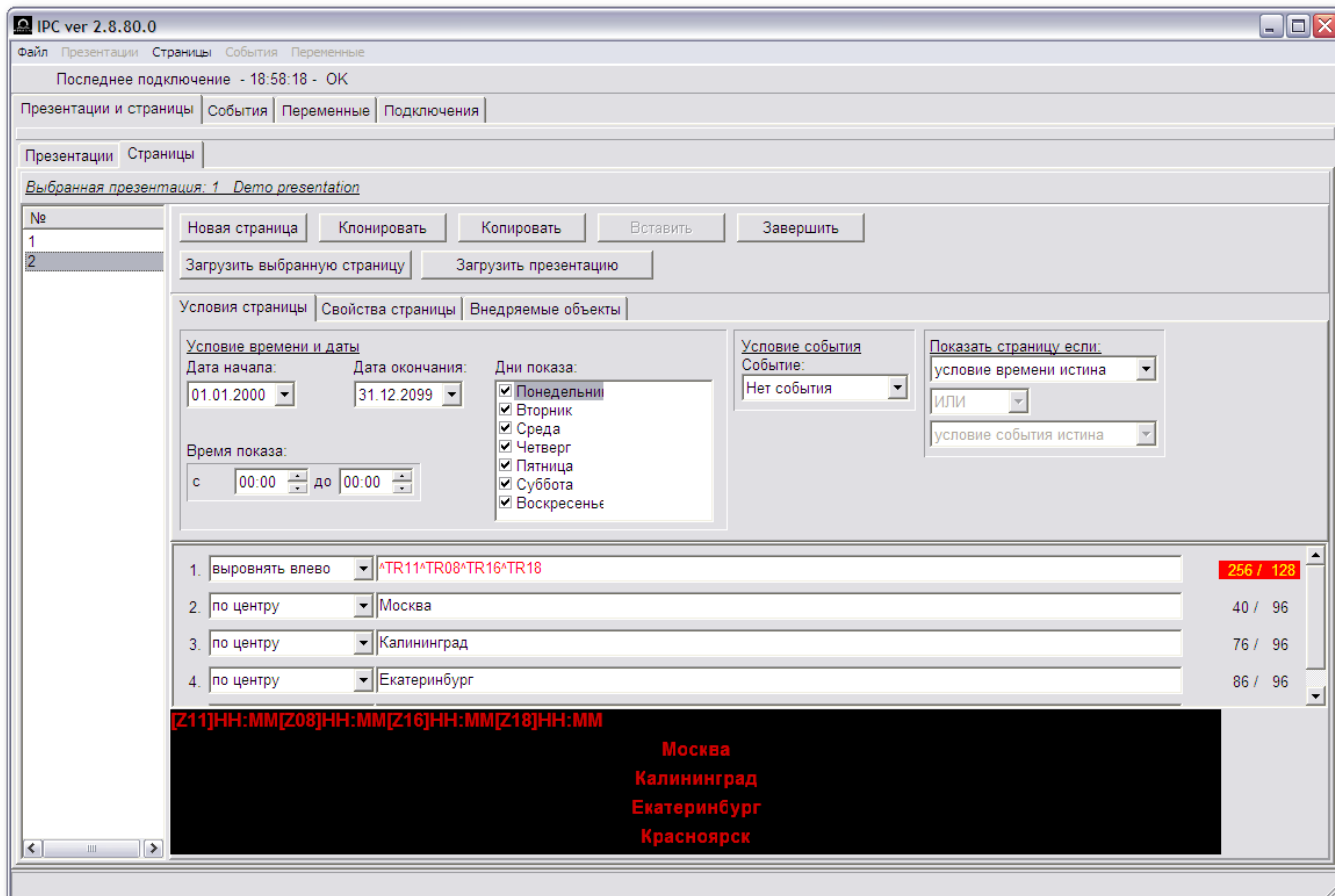 IPC ver 2.8.80.0
Файл Презентации Страницы События Переменные
Последнее подключение - 18:58:18 - OK
Презентации и страницы События Переменные Подключения
Презентации Страницы
Выбранная презентация: 1 Demo presentation
№
1
2
Новая страница Клонировать Копировать Вставить Завершить
Загрузить выбранную страницу Загрузить презентацию
Условия страницы Свойства страницы Внедряемые объекты
Условие времени и даты
Дата начала: Дата окончания: Дни показа:
01.01.2000 31.12.2099
Понедельни
Вторник
Среда
Четверг
Пятница
Суббота
Воскресенье
Время показа:
с 00:00 до 00:00
Условие события
Событие:
Нет события
Показать страницу если:
условие времени истина
ИЛИ
условие события истина
1. выровнять влево ^TR11^TR08^TR16^TR18 256 / 128
2. по центру Москва 40 / 96
3. по центру Калининград 76 / 96
4. по центру Екатеринбург 86 / 96
[Z11]HH:MM[Z08]HH:MM[Z16]HH:MM[Z18]HH:MM
Москва
Калининград
Екатеринбург
Красноярск